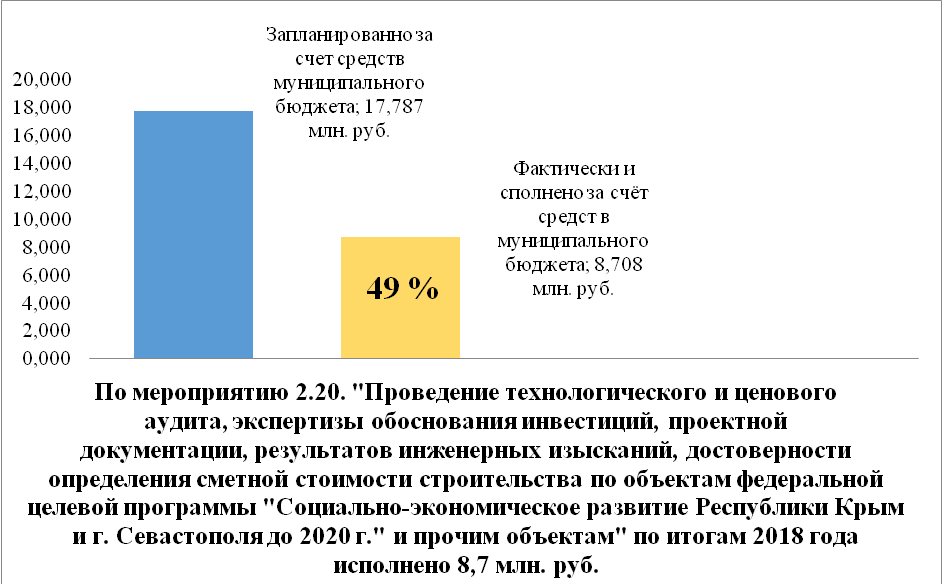 Запланированно за
счет средств
муниципального
бюджета; 17,787
млн. руб.
20,000
18,000
16,000
14,000
12,000
10,000
8,000
6,000
4,000
2,000
0,000
Фактически и
сполнено за счёт
средст в
муниципального
бюджета; 8,708
млн. руб.
49 %
По мероприятию 2.20. "Проведение технологического и ценового
аудита, экспертизы обоснования инвестиций, проектной
документации, результатов инженерных изысканий, достоверности
определения сметной стоимости строительства по объектам федеральной
целевой программы "Социально-экономическое развитие Республики Крым
и г. Севастополя до 2020 г." и прочим объектам" по итогам 2018 года
исполнено 8,7 млн. руб.